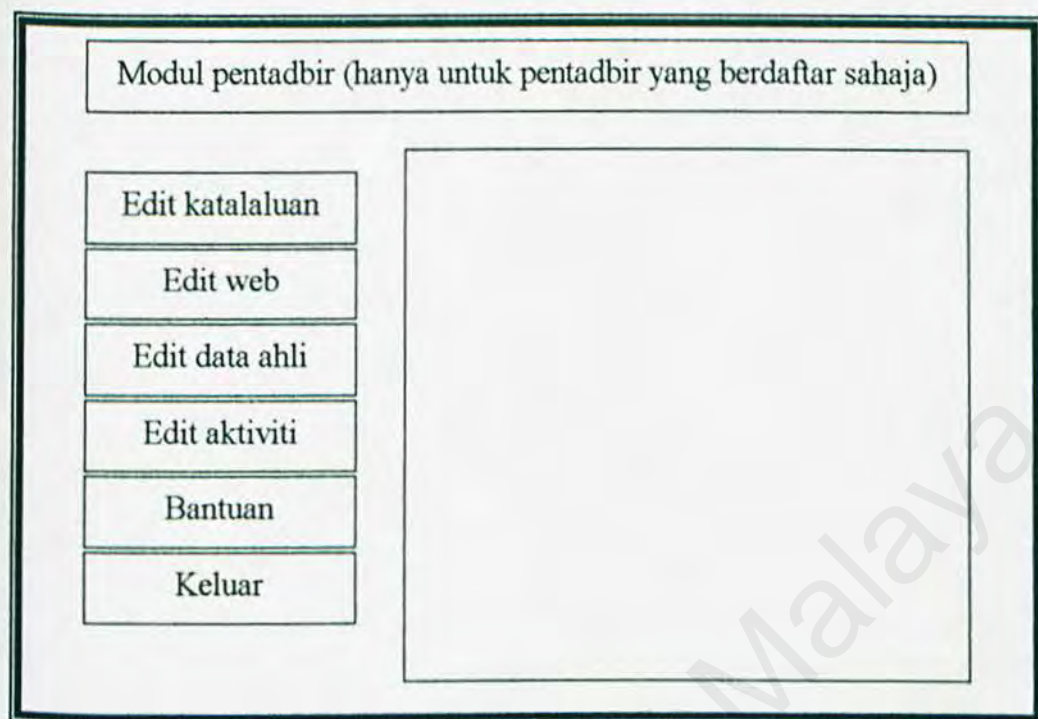 Modul pentadbir (hanya untuk pentadbir yang berdaftar sahaja)
Edit katalaluan
Edit web
Edit data ahli
Edit aktiviti
Bantuan
Keluar
Malaya